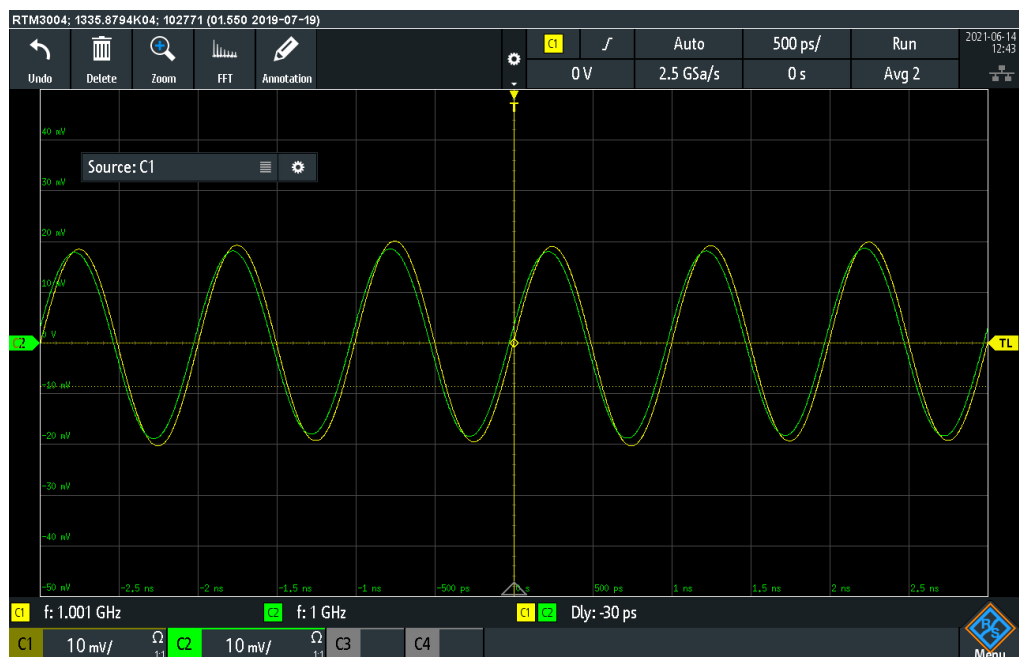 RTM3004; 1335.8794K04; 102771 (01.550 2019-07-19)
Undo Delete Zoom FFT Annotation
C1 Auto 500 ps/ Run
2021-06-14
12:43
0 V 2.5 GSa/s 0 s Avg 2
T
40 mV
Source: C1
30 mV
20 mV
10 mV
0 V
C2 TL
-10 mV
-20 mV
-30 mV
-40 mV
-50 mV -2.5 ns -2 ns -1.5 ns -1 ns -500 ps 0 s 500 ps 1 ns 1.5 ns 2 ns 2.5 ns
C1 f: 1.001 GHz C2 f: 1 GHz C1 C2 Dly: -30 ps
C1 10 mV/ Ω 1:1 C2 10 mV/ Ω 1:1 C3 C4
R&S
Menu